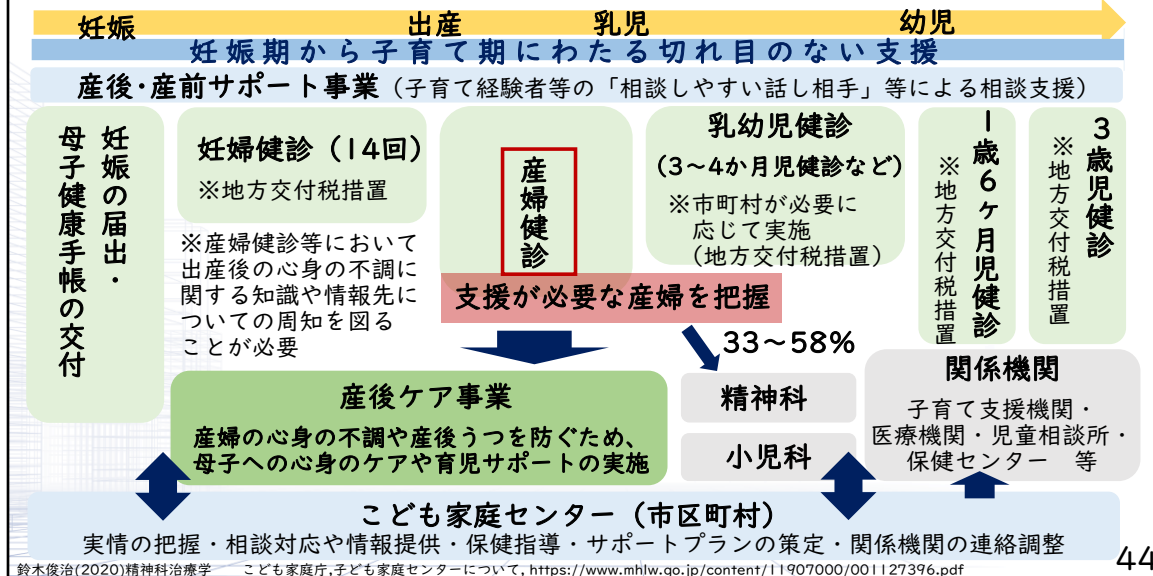 妊娠 出産 乳児 幼児
妊娠期から子育て期にわたる切れ目のない支援
産後・産前サポート事業（子育て経験者等の「相談しやすい話し相手」等による相談支援）
妊娠の届出・
母子健康手帳の交付
妊婦健診（14回）
※地方交付税措置
※産婦健診等において
出産後の心身の不調に
関する知識や情報先に
ついての周知を図る
ことが必要
産婦健診
乳幼児健診
（3～4か月児健診など）
※市町村が必要に
応じて実施
（地方交付税措置）
1歳6ヶ月児健診
※地方交付税措置
3歳児健診
※地方交付税措置
支援が必要な産婦を把握
33～58%
産後ケア事業
産婦の心身の不調や産後うつを防ぐため、
母子への心身のケアや育児サポートの実施
精神科
小児科
関係機関
子育て支援機関・
医療機関・児童相談所・
保健センター　等
こども家庭センター（市区町村）
実情の把握・相談対応や情報提供・保健指導・サポートプランの策定・関係機関の連絡調整
鈴木俊治(2020)精神科治療学　こども家庭庁,子ども家庭センターについて, https://www.mhlw.go.jp/content/11907000/001127396.pdf
44